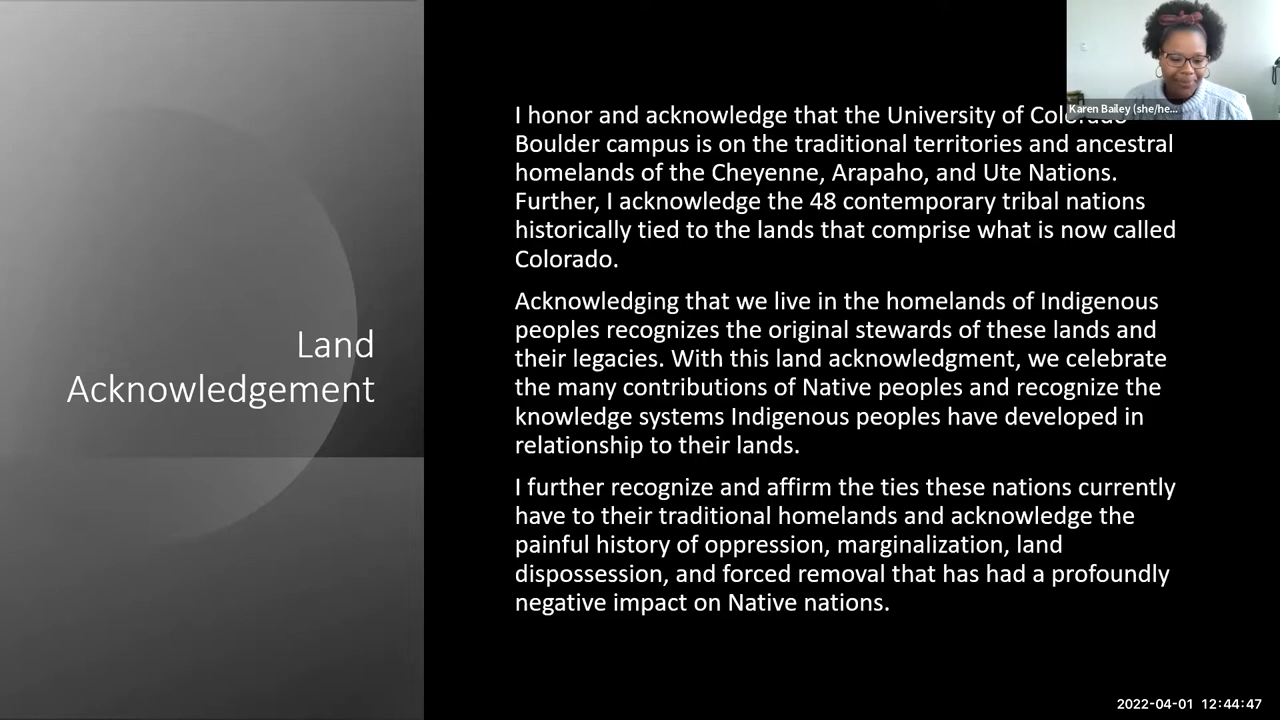 Karen Bailey (she/he...
I honor and acknowledge that the University of Colorado
Boulder campus is on the traditional territories and ancestral
homelands of the Cheyenne, Arapaho, and Ute Nations.
Further, I acknowledge the 48 contemporary tribal nations
historically tied to the lands that comprise what is now called
Colorado.
Land
Acknowledgement
Acknowledging that we live in the homelands of Indigenous
peoples recognizes the original stewards of these lands and
their legacies. With this land acknowledgment, we celebrate
the many contributions of Native peoples and recognize the
knowledge systems Indigenous peoples have developed in
relationship to their lands.
I further recognize and affirm the ties these nations currently
have to their traditional homelands and acknowledge the
painful history of oppression, marginalization, land
dispossession, and forced removal that has had a profoundly
negative impact on Native nations.
2022-04-01 12:44:47